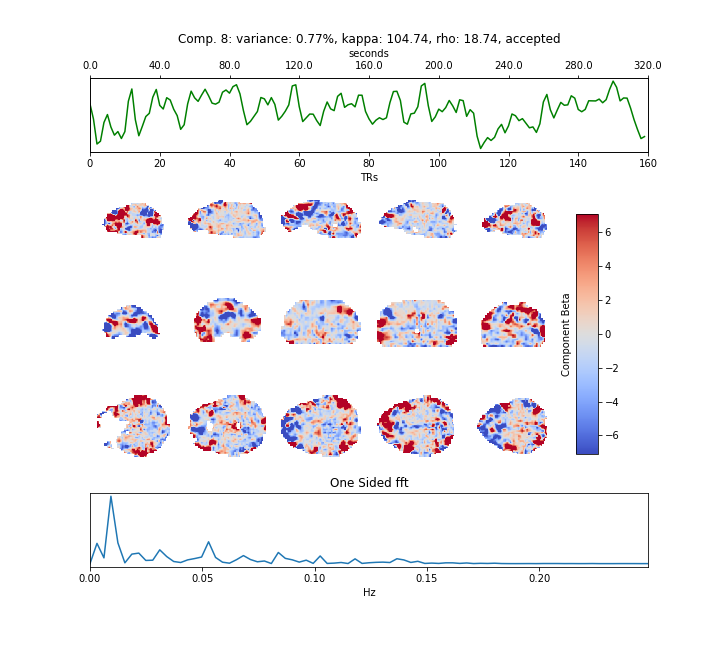 Comp. 8: variance: 0.77%, kappa: 104.74, rho: 18.74, accepted
seconds
0.0 40.0 80.0 120.0 160.0 200.0 240.0 280.0 320.0
0 20 40 60 80 100 120 140 160
TRs
6
4
2
0
−2
−4
−6
Component Beta
One Sided fft
0.00 0.05 0.10 0.15 0.20
Hz